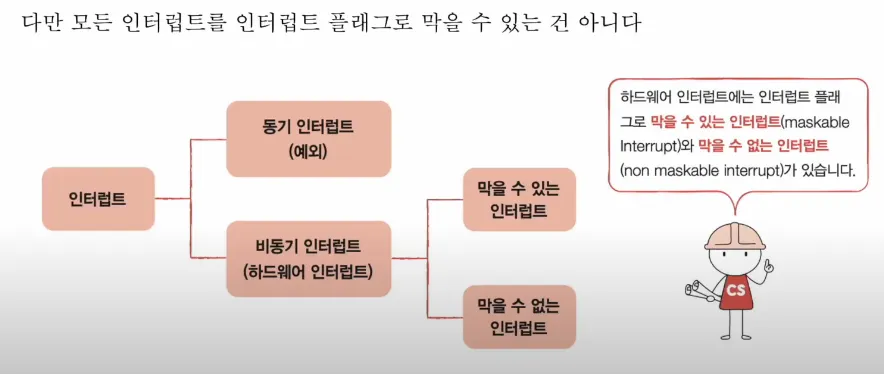 다만 모든 인터럽트를 인터럽트 플래그로 막을 수 있는 건 아니다
인터럽트
동기 인터럽트
(예외)
비동기 인터럽트
(하드웨어 인터럽트)
막을 수 있는
인터럽트
막을 수 없는
인터럽트
하드웨어 인터럽트에는 인터럽트 플래
그로 막을 수 있는 인터럽트(maskable
Interrupt)와 막을 수 없는 인터럽트
(non maskable interrupt)가 있습니다.
CS